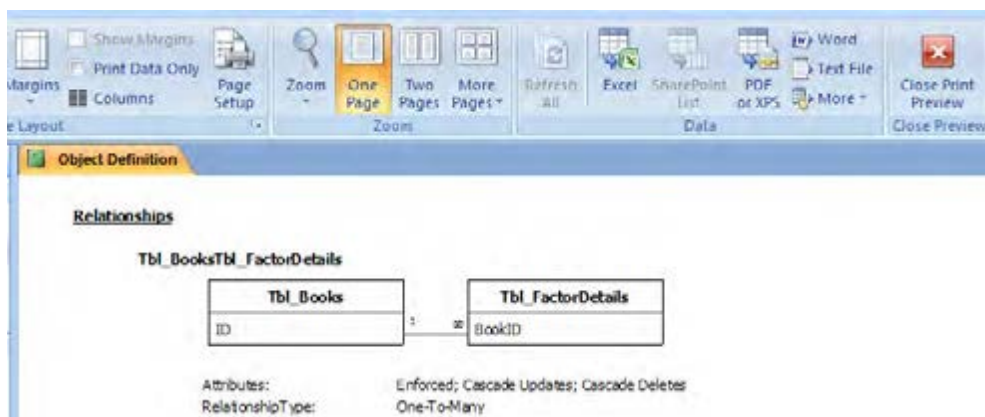 Show Margins
Print Data Only
Columns
Margins
Page Setup
Zoom
One Page
Two Pages
More Pages
Refresh All
Excel
SharePoint List
PDF or XPS
Word
Text File
More
Close Print Preview
e Layout
Zoom
Data
Close Preview
Object Definition
Relationships
Tbl_BooksTbl_FactorDetails
Tbl_Books
Tbl_FactorDetails
ID
1
∞
BookID
Attributes: Enforced; Cascade Updates; Cascade Deletes
RelationshipType: One-To-Many